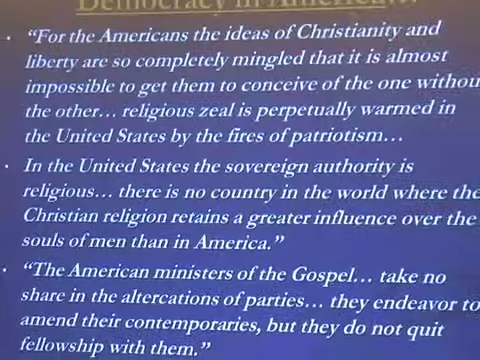 Democracy in America...
• "For the Americans the ideas of Christianity and
liberty are so completely mingled that it is almost
impossible to get them to conceive of the one withou
the other... religious zeal is perpetually warmed in
the United States by the fires of patriotism...
• In the United States the sovereign authority is
religious... there is no country in the world where the
Christian religion retains a greater influence over the
souls of men than in America."
• "The American ministers of the Gospel... take no
share in the altercations of parties... they endeavor to
amend their contemporaries, but they do not quit
fellowship with them."